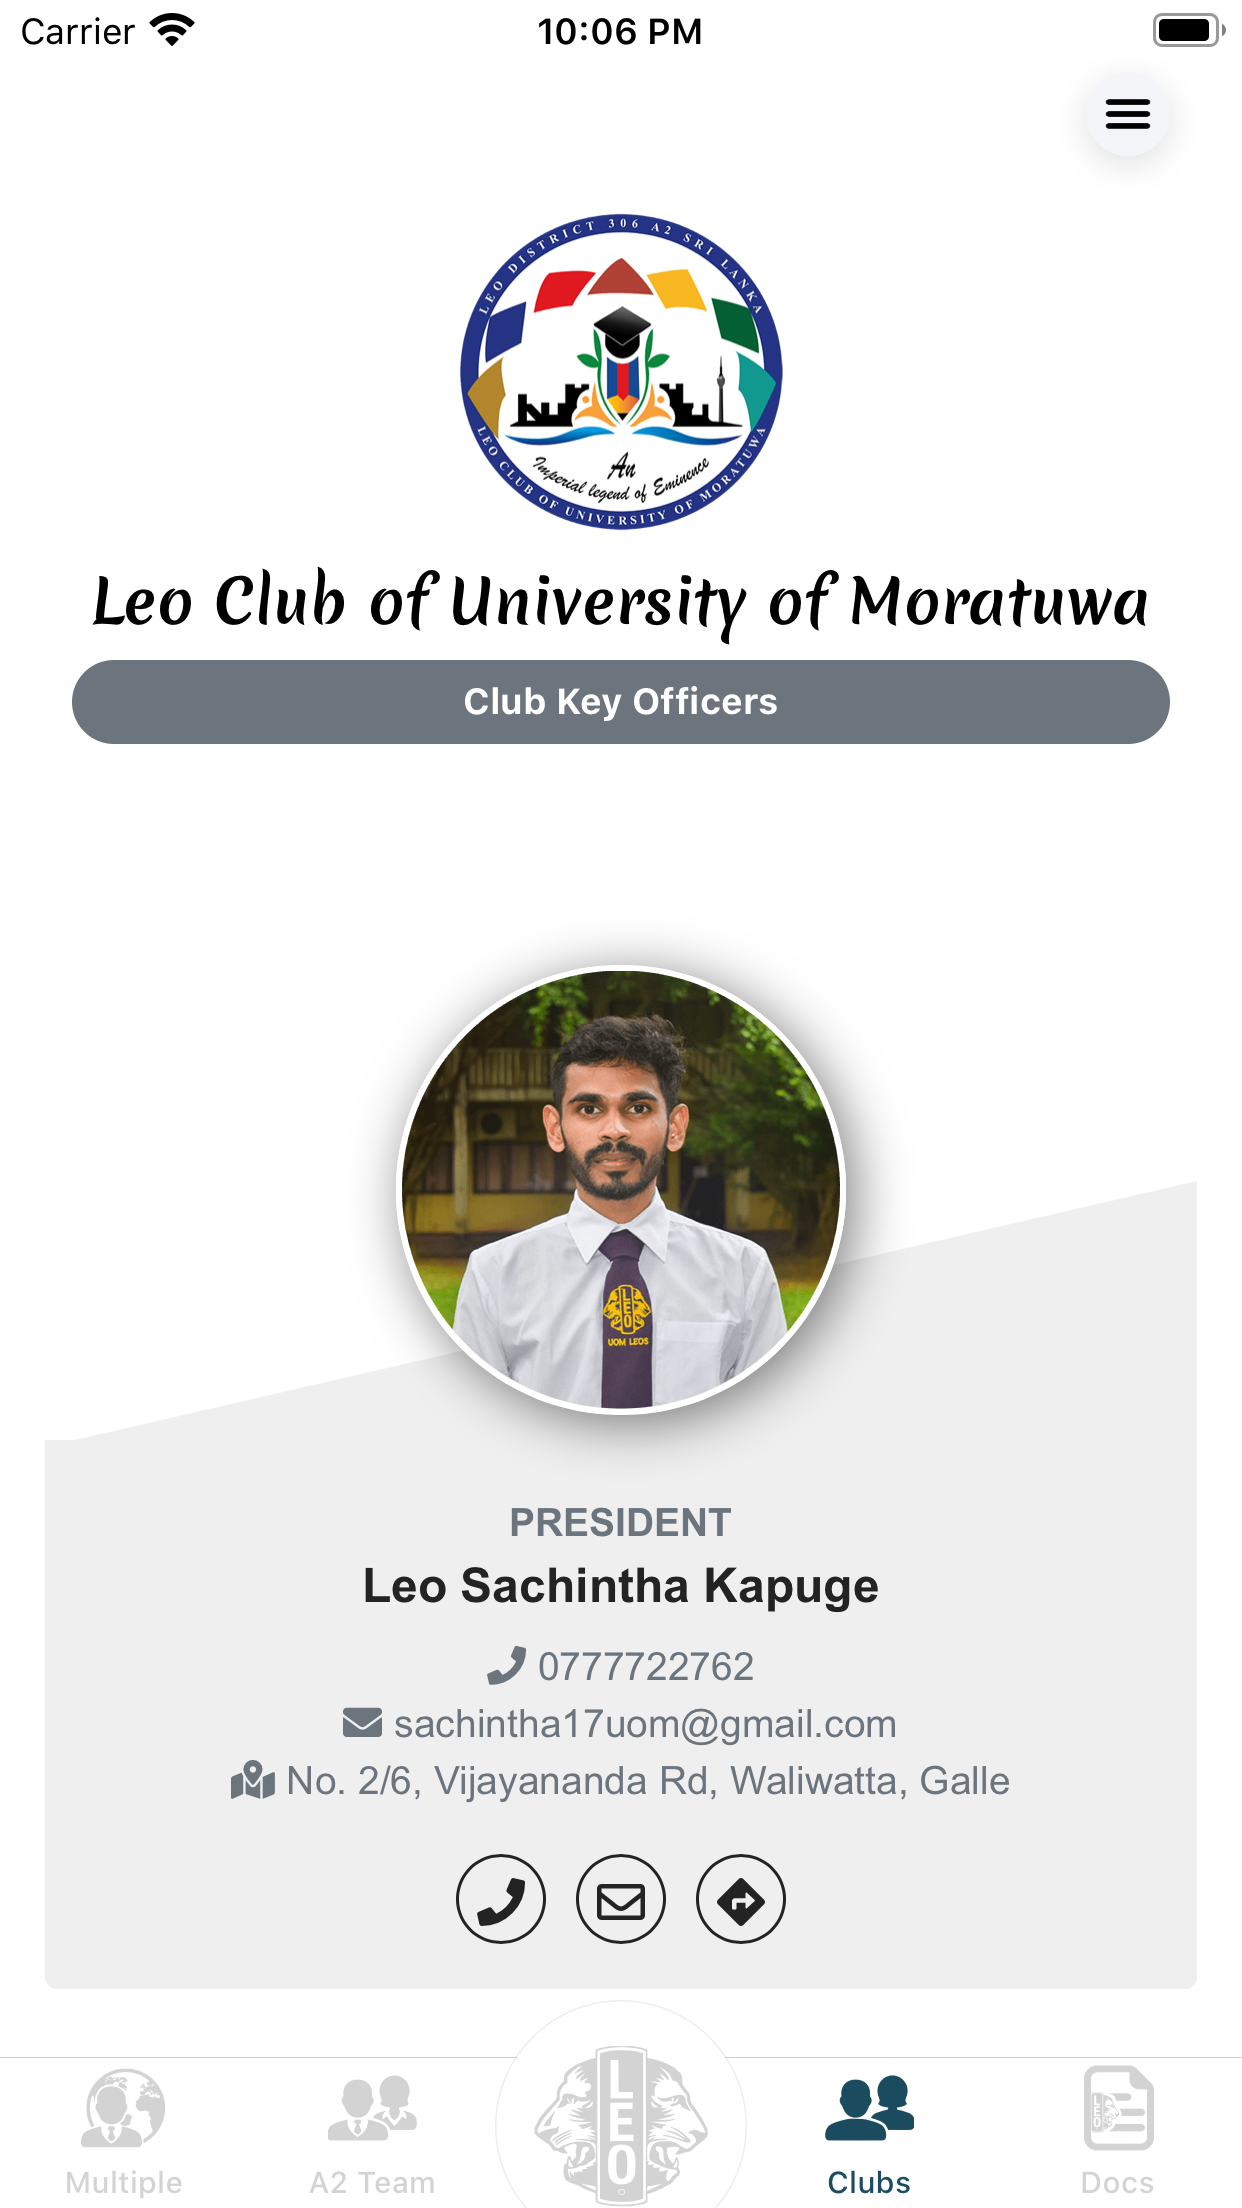 Carrier 10:06 PM
LEO DISTRICT 306 A2 SRI LANKA
An
Imperial legend of Eminence
LEO CLUB OF UNIVERSITY OF MORATUWA
Leo Club of University of Moratuwa
Club Key Officers
LEO
UOM LEOS
PRESIDENT
Leo Sachintha Kapuge
0777722762
sachintha17uom@gmail.com
No. 2/6, Vijayananda Rd, Waliwatta, Galle
LEO
LEO
Multiple A2 Team Clubs Docs